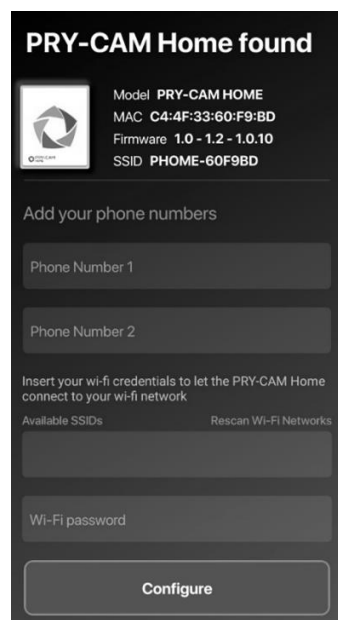 PRY-CAM Home found
Model PRY-CAM HOME
MAC C4:4F:33:60:F9:BD
Firmware 1.0 - 1.2 - 1.0.10
SSID PHOME-60F9BD
Add your phone numbers
Phone Number 1
Phone Number 2
Insert your wi-fi credentials to let the PRY-CAM Home
connect to your wi-fi network
Available SSIDs Rescan Wi-Fi Networks
Wi-Fi password
Configure